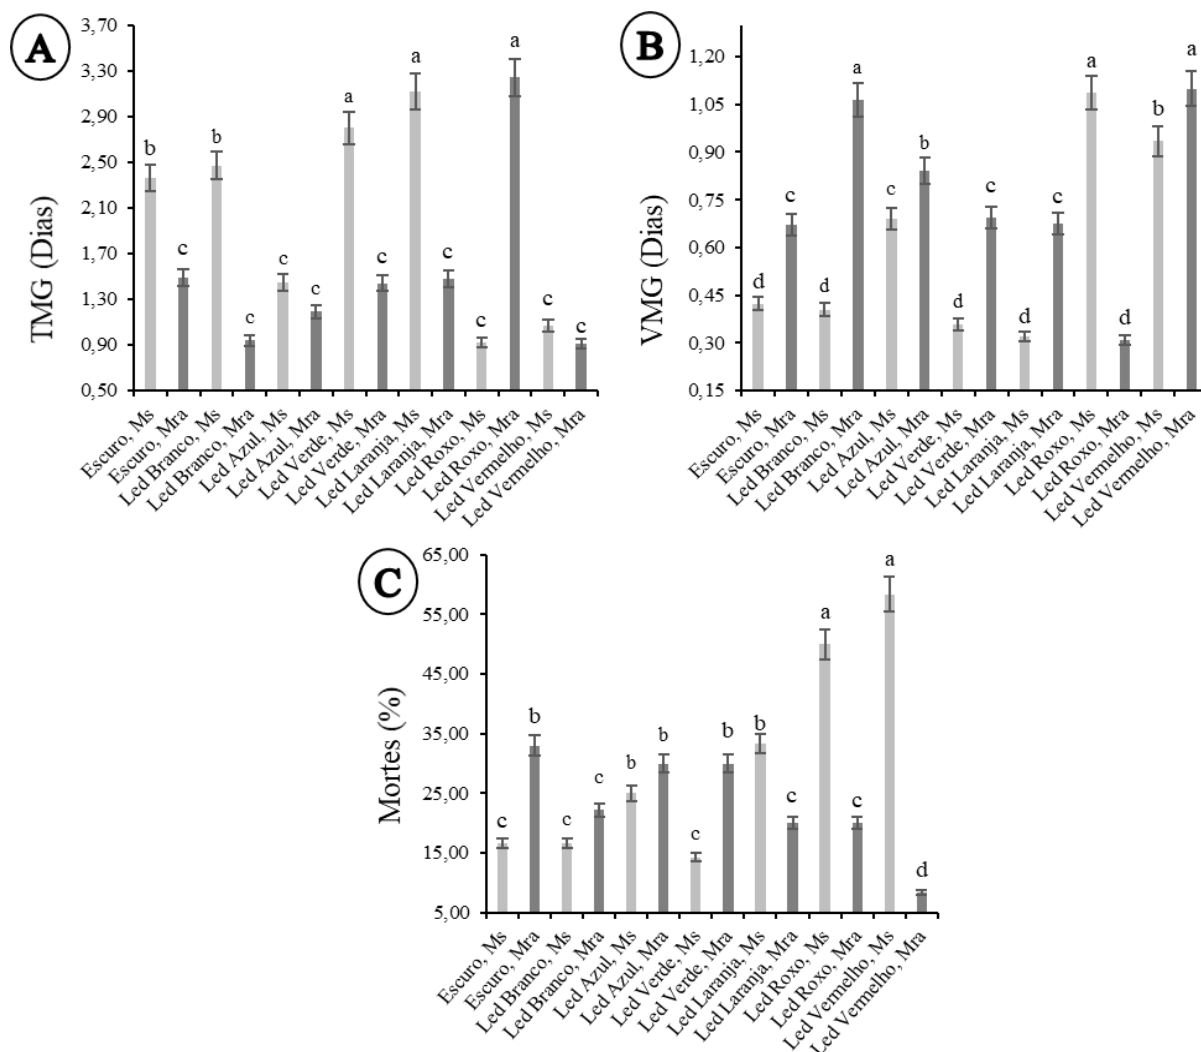 A
TMG (Dias)
3,70
3,30
2,90
2,50
2,10
1,70
1,30
0,90
0,50
b
c
b
c
c
c
a
c
a
c
c
a
c
c
Escuro, Ms
Escuro, Mra
Led Branco, Ms
Led Branco, Mra
Led Azul, Ms
Led Azul, Mra
Led Verde, Ms
Led Verde, Mra
Led Laranja, Ms
Led Laranja, Mra
Led Roxo, Ms
Led Roxo, Mra
Led Vermelho, Ms
Led Vermelho, Mra
B
VMG (Dias)
1,20
1,05
0,90
0,75
0,60
0,45
0,30
0,15
d
c
d
a
c
b
d
c
d
c
a
d
b
a
Escuro, Ms
Escuro, Mra
Led Branco, Ms
Led Branco, Mra
Led Azul, Ms
Led Azul, Mra
Led Verde, Ms
Led Verde, Mra
Led Laranja, Ms
Led Laranja, Mra
Led Roxo, Ms
Led Roxo, Mra
Led Vermelho, Ms
Led Vermelho, Mra
C
Mortes (%)
65,00
55,00
45,00
35,00
25,00
15,00
5,00
c
b
c
c
b
b
c
b
b
c
a
c
a
d
Escuro, Ms
Escuro, Mra
Led Branco, Ms
Led Branco, Mra
Led Azul, Ms
Led Azul, Mra
Led Verde, Ms
Led Verde, Mra
Led Laranja, Ms
Led Laranja, Mra
Led Roxo, Ms
Led Roxo, Mra
Led Vermelho, Ms
Led Vermelho, Mra